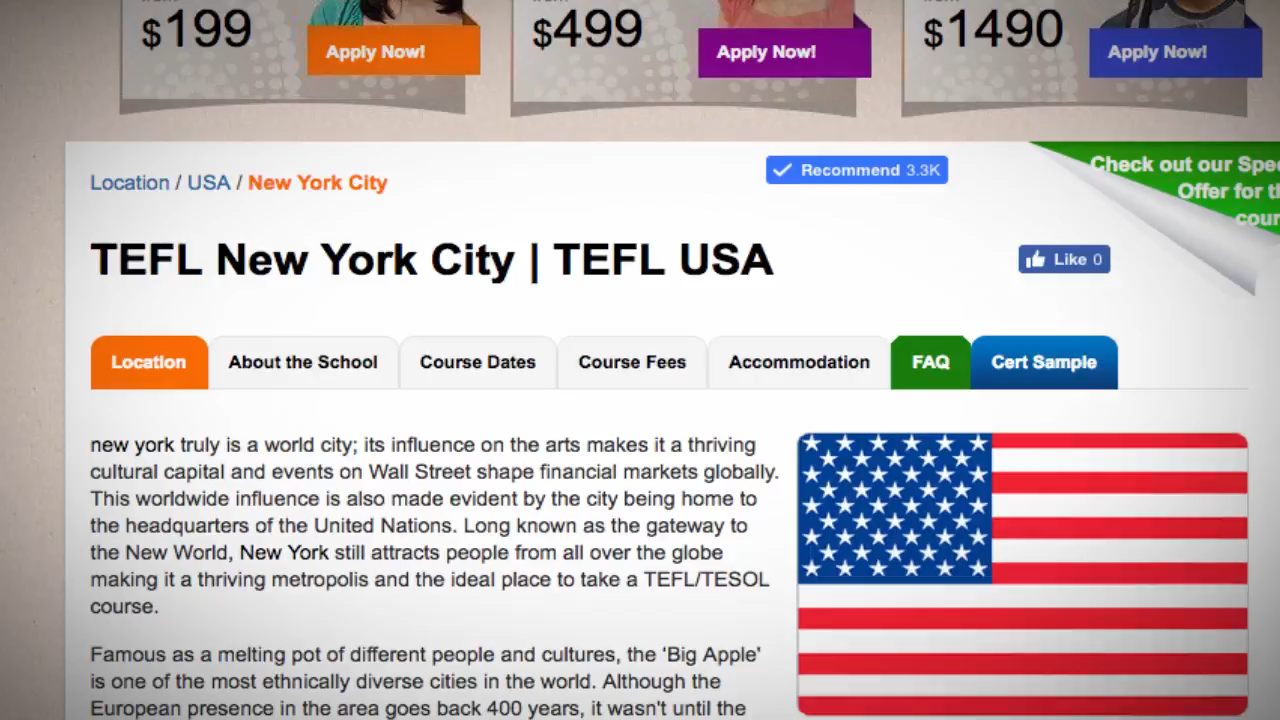 $199
$499
$1490
Apply Now!
Apply Now!
Apply Now!
Location / USA / New York City
Recommend 3.3K
Check out our Spe
Offer for t
cour
TEFL New York City | TEFL USA
Like 0
Location
About the School
Course Dates
Course Fees
Accommodation
FAQ
Cert Sample
new york truly is a world city; its influence on the arts makes it a thriving
cultural capital and events on Wall Street shape financial markets globally.
This worldwide influence is also made evident by the city being home to
the headquarters of the United Nations. Long known as the gateway to
the New World, New York still attracts people from all over the globe
making it a thriving metropolis and the ideal place to take a TEFL/TESOL
course.
Famous as a melting pot of different people and cultures, the 'Big Apple'
is one of the most ethnically diverse cities in the world. Although the
European presence in the area goes back 400 years, it wasn't until the